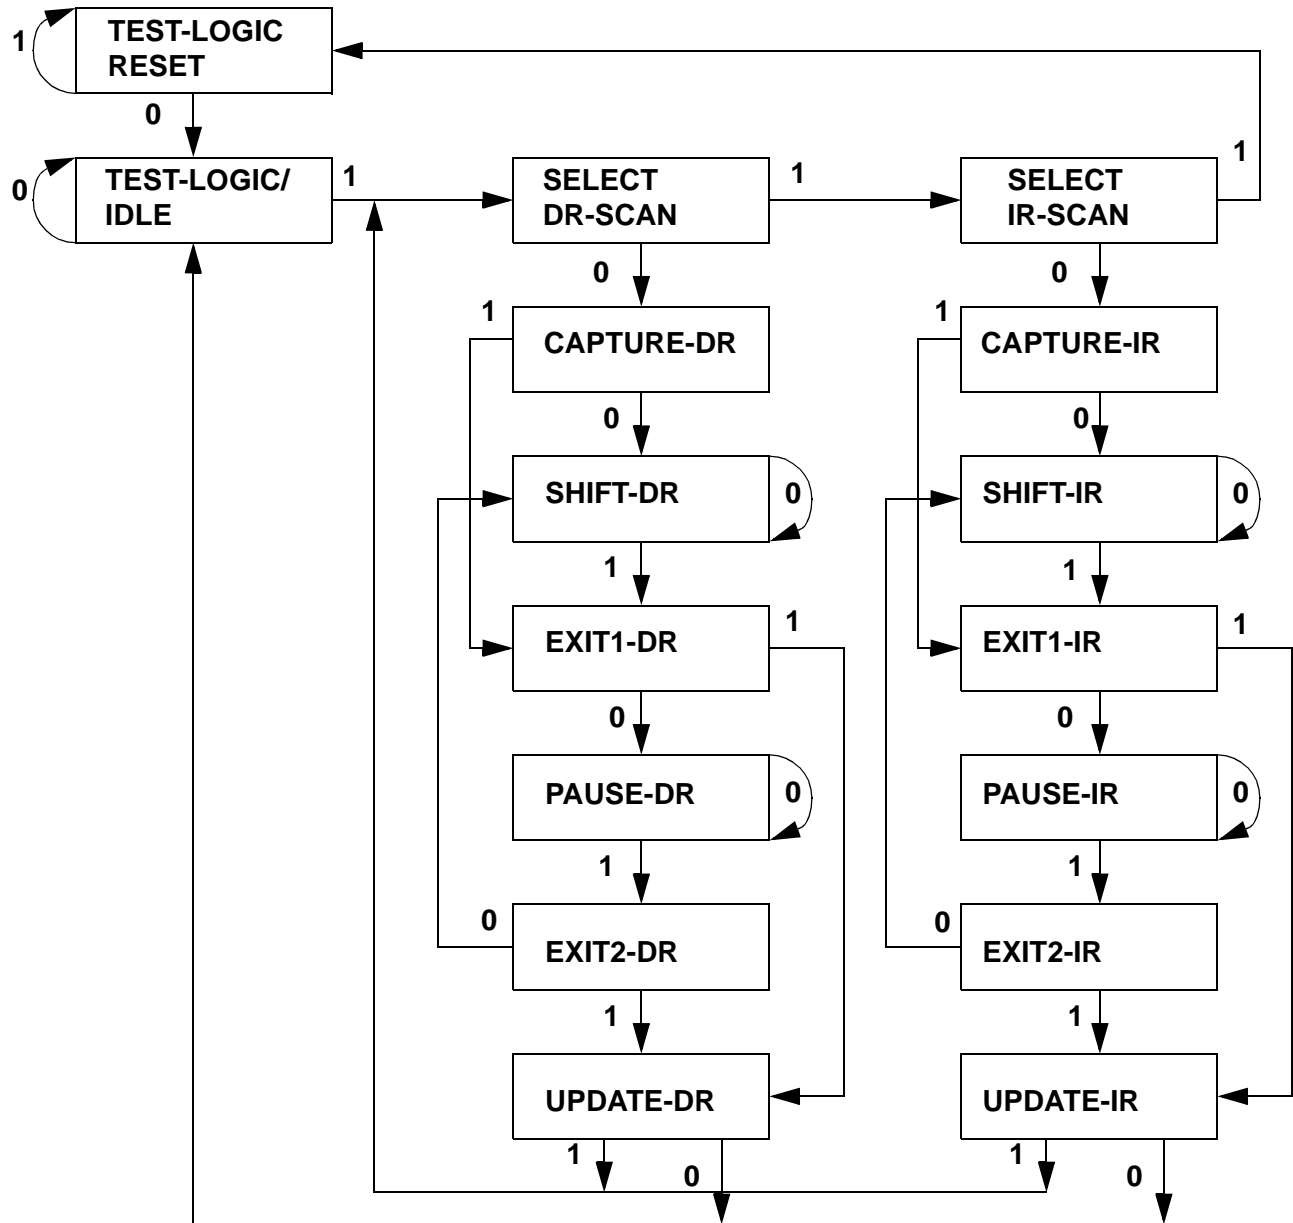 TEST-LOGIC
RESET
1
0
TEST-LOGIC/
IDLE
0
1
SELECT
DR-SCAN
1
SELECT
IR-SCAN
1
0
0
1
CAPTURE-DR
1
CAPTURE-IR
0
0
SHIFT-DR
0
SHIFT-IR
0
1
1
EXIT1-DR
1
EXIT1-IR
1
0
0
PAUSE-DR
0
PAUSE-IR
0
1
1
0
EXIT2-DR
0
EXIT2-IR
1
1
UPDATE-DR
UPDATE-IR
1
0
1
0